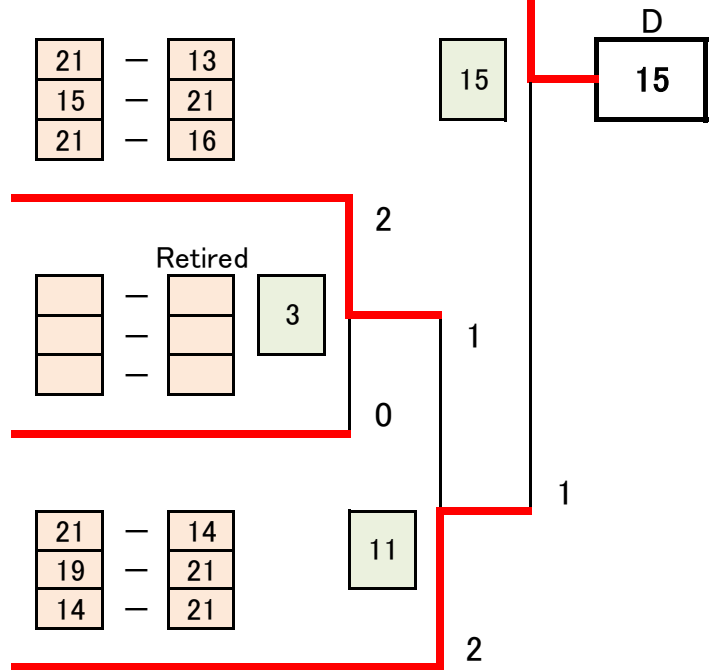 D
21 — 13
15 — 21
21 — 16
15
15
2
Retired
—
—
—
3
1
0
1
21 — 14
19 — 21
14 — 21
11
2